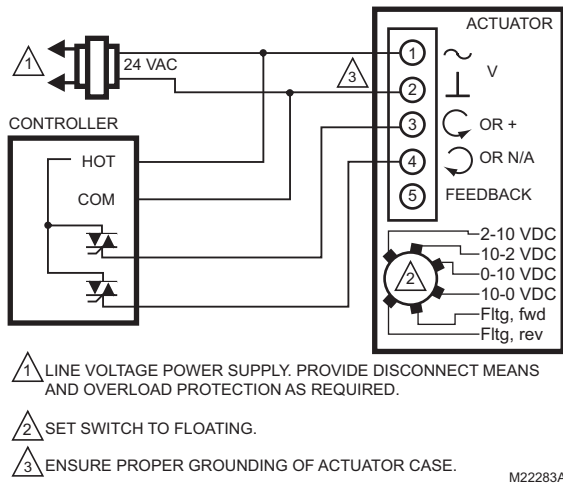 ACTUATOR
1
24 VAC
3
1
V
2
CONTROLLER
3
OR +
HOT
4
OR N/A
COM
5
FEEDBACK
2-10 VDC
10-2 VDC
2
0-10 VDC
10-0 VDC
Fltg, fwd
Fltg, rev
1 LINE VOLTAGE POWER SUPPLY. PROVIDE DISCONNECT MEANS
AND OVERLOAD PROTECTION AS REQUIRED.
2 SET SWITCH TO FLOATING.
3 ENSURE PROPER GROUNDING OF ACTUATOR CASE.
M22283A